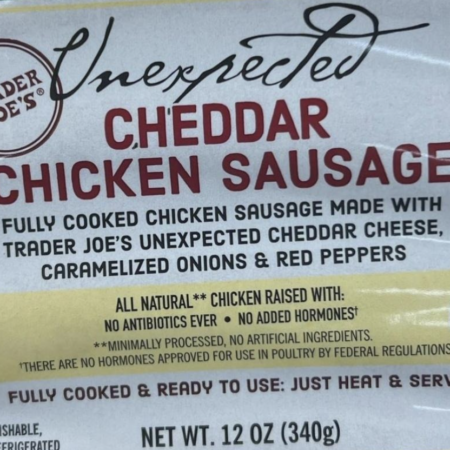 Unexpected
JOE'S®
CHEDDAR
CHICKEN SAUSAGE
FULLY COOKED CHICKEN SAUSAGE MADE WITH
TRADER JOE'S UNEXPECTED CHEDDAR CHEESE,
CARAMELIZED ONIONS & RED PEPPERS
ALL NATURAL** CHICKEN RAISED WITH:
NO ANTIBIOTICS EVER • NO ADDED HORMONES†
**MINIMALLY PROCESSED, NO ARTIFICIAL INGREDIENTS.
†THERE ARE NO HORMONES APPROVED FOR USE IN POULTRY BY FEDERAL REGULATIONS
FULLY COOKED & READY TO USE: JUST HEAT &
NET WT. 12 OZ (340g)